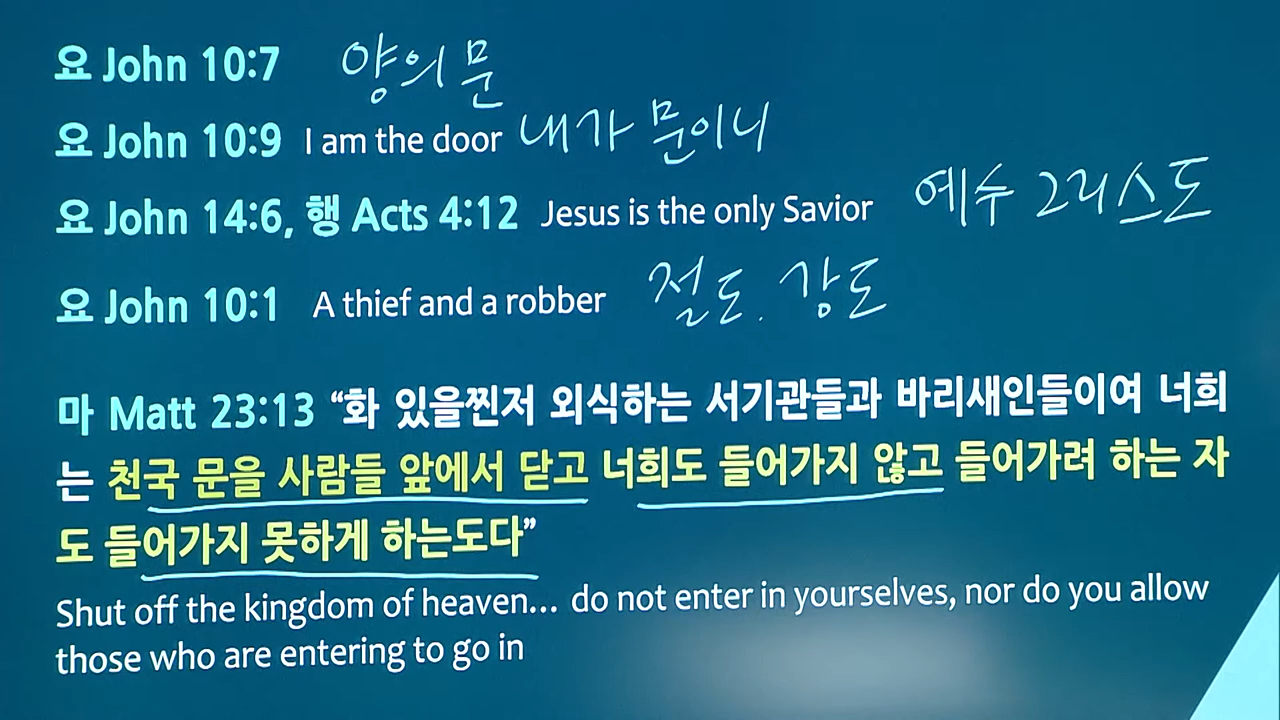 요 John 10:7 양의 문
요 John 10:9 I am the door 내가 문이니
요 John 14:6, 행 Acts 4:12 Jesus is the only Savior 예수 그리스도
요 John 10:1 A thief and a robber 절도. 강도
마 Matt 23:13 “화 있을찐저 외식하는 서기관들과 바리새인들이여 너희
는 천국 문을 사람들 앞에서 닫고 너희도 들어가지 않고 들어가려 하는 자
도 들어가지 못하게 하는도다”
Shut off the kingdom of heaven... do not enter in yourselves, nor do you allow
those who are entering to go in